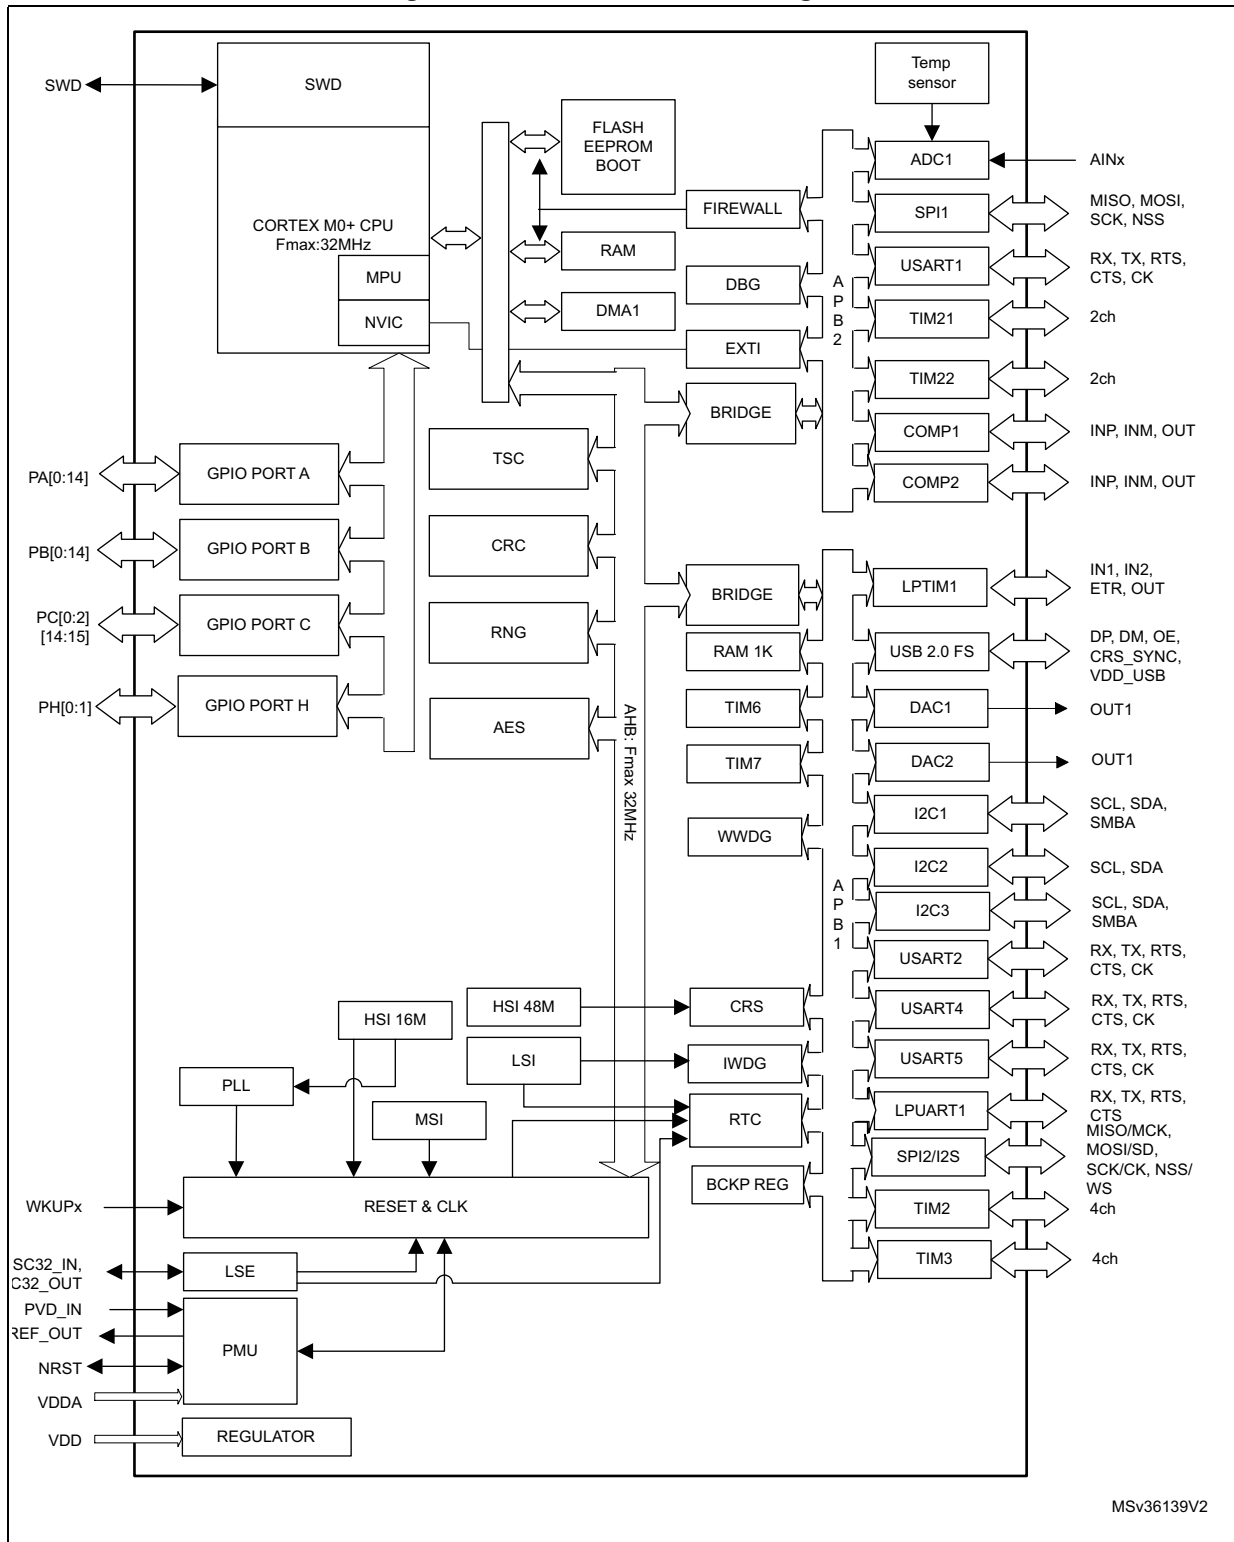 SWD
SWD
Temp
sensor
FLASH
EEPROM
BOOT
ADC1
AINx
CORTEX M0+ CPU
Fmax:32MHz
FIREWALL
SPI1
MISO, MOSI,
SCK, NSS
RAM
USART1
RX, TX, RTS,
CTS, CK
MPU
DBG
A
P
B
2
NVIC
DMA1
TIM21
2ch
EXTI
TIM22
2ch
BRIDGE
COMP1
INP, INM, OUT
TSC
PA[0:14]
GPIO PORT A
COMP2
INP, INM, OUT
PB[0:14]
GPIO PORT B
CRC
BRIDGE
LPTIM1
IN1, IN2,
ETR, OUT
PC[0:2]
[14:15]
GPIO PORT C
RNG
RAM 1K
USB 2.0 FS
DP, DM, OE,
CRS_SYNC,
VDD_USB
PH[0:1]
GPIO PORT H
AES
AHB: Fmax 32MHz
TIM6
DAC1
OUT1
TIM7
DAC2
OUT1
WWDG
I2C1
SCL, SDA,
SMBA
I2C2
SCL, SDA
A
P
B
1
I2C3
SCL, SDA,
SMBA
USART2
RX, TX, RTS,
CTS, CK
HSI 48M
CRS
USART4
RX, TX, RTS,
CTS, CK
HSI 16M
LSI
IWDG
USART5
RX, TX, RTS,
CTS, CK
PLL
MSI
RTC
LPUART1
RX, TX, RTS,
CTS
SPI2/I2S
MISO/MCK,
MOSI/SD,
SCK/CK, NSS/
WS
BCKP REG
WKUPx
RESET & CLK
TIM2
4ch
SC32_IN,
C32_OUT
LSE
TIM3
4ch
PVD_IN
REF_OUT
PMU
NRST
VDDA
VDD
REGULATOR
MSv36139V2